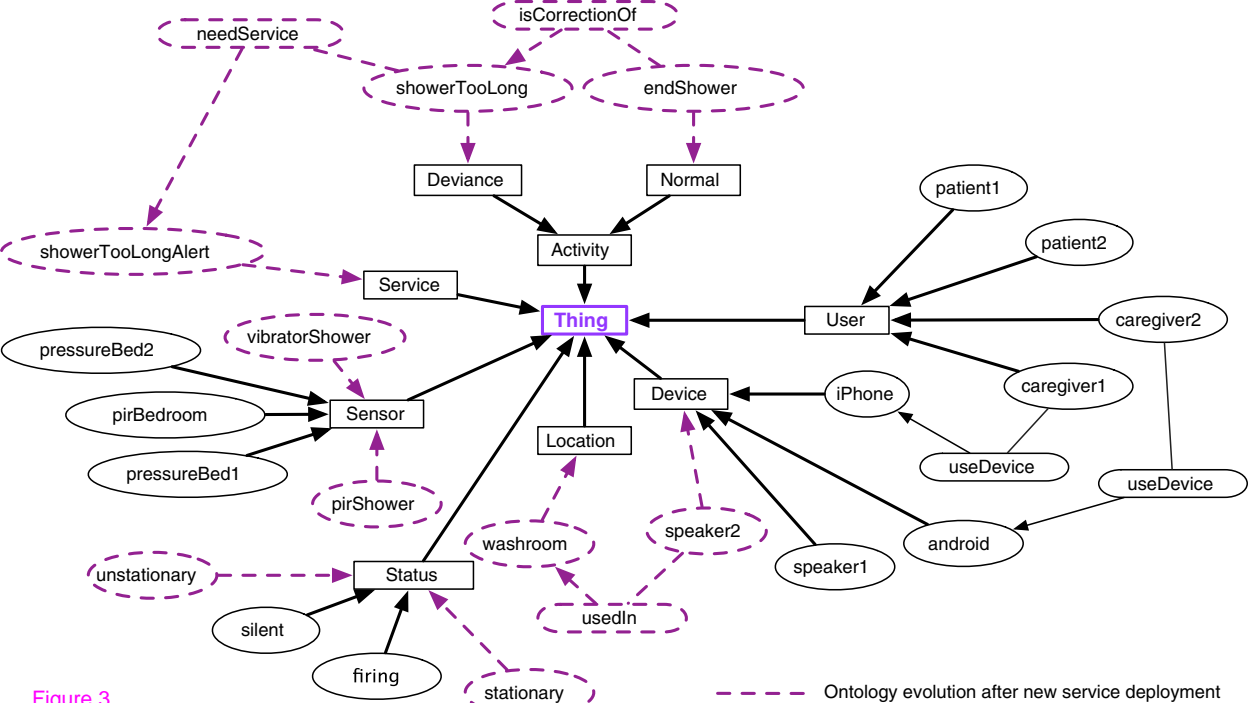 isCorrectionOf
needService
showerTooLong
endShower
Deviance
Normal
patient1
patient2
showerTooLongAlert
Activity
Service
Thing
User
caregiver2
vibratorShower
pressureBed2
Device
iPhone
caregiver1
pirBedroom
Sensor
Location
useDevice
pressureBed1
useDevice
pirShower
washroom
speaker2
android
speaker1
unstationary
Status
usedIn
silent
firing
stationary
Ontology evolution after new service deployment
Figure 3